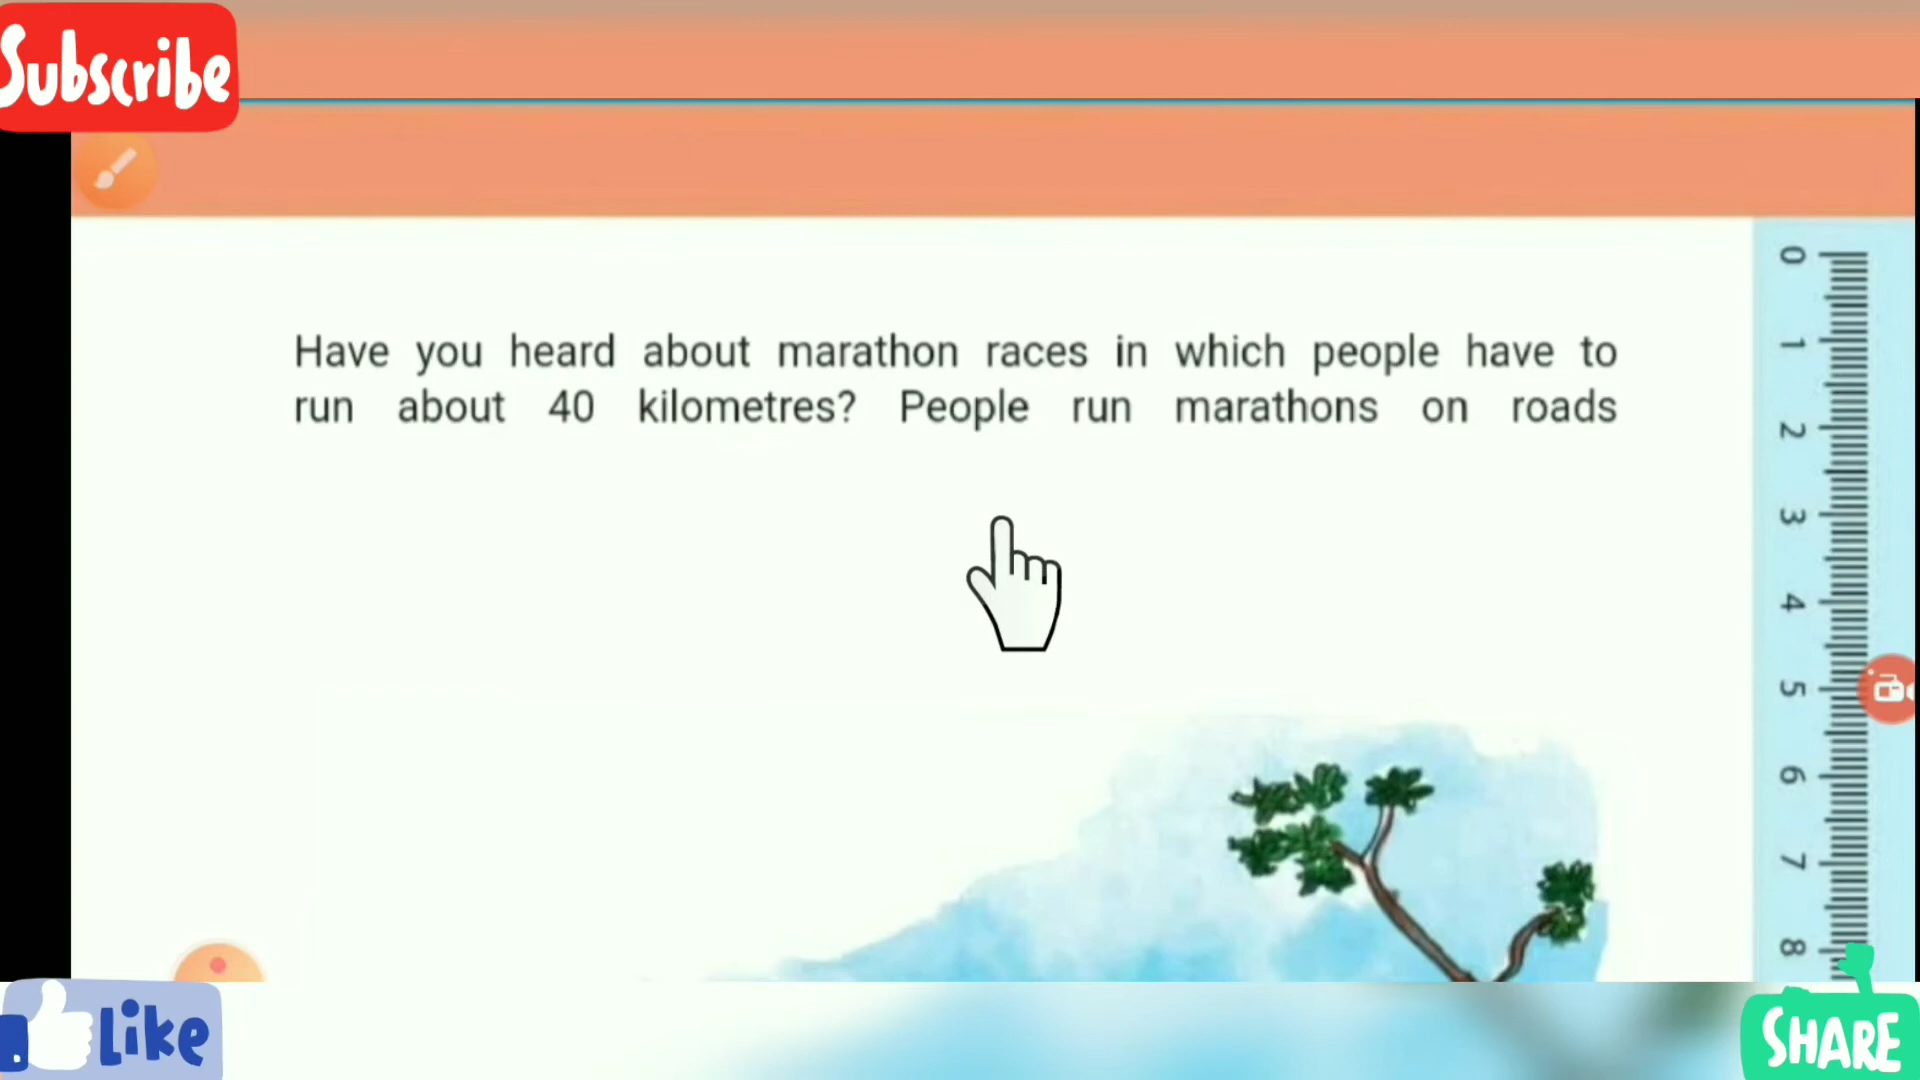 Subscribe
Have you heard about marathon races in which people have to
run about 40 kilometres? People run marathons on roads
0
1
2
3
4
5
6
7
8
Like
SHARE